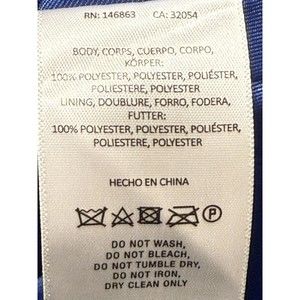 RN: 146863 CA: 32054
BODY, CORPS, CUERPO, CORPO,
KÖRPER:
100% POLYESTER, POLYESTER, POLIÉSTER,
POLIESTERE, POLYESTER
LINING, DOUBLURE, FORRO, FODERA,
FUTTER:
100% POLYESTER, POLYESTER, POLIÉSTER,
POLIESTERE, POLYESTER
HECHO EN CHINA
P
DO NOT WASH,
DO NOT BLEACH,
DO NOT TUMBLE DRY,
DO NOT IRON,
DRY CLEAN ONLY